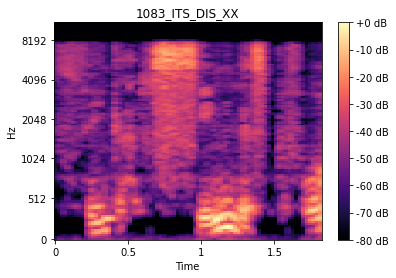 1083_ITS_DIS_XX
+0 dB
8192
-10 dB
4096
-20 dB
-30 dB
2048
Hz
-40 dB
1024
-50 dB
512
-60 dB
-70 dB
0
-80 dB
0
0.5
1
1.5
Time